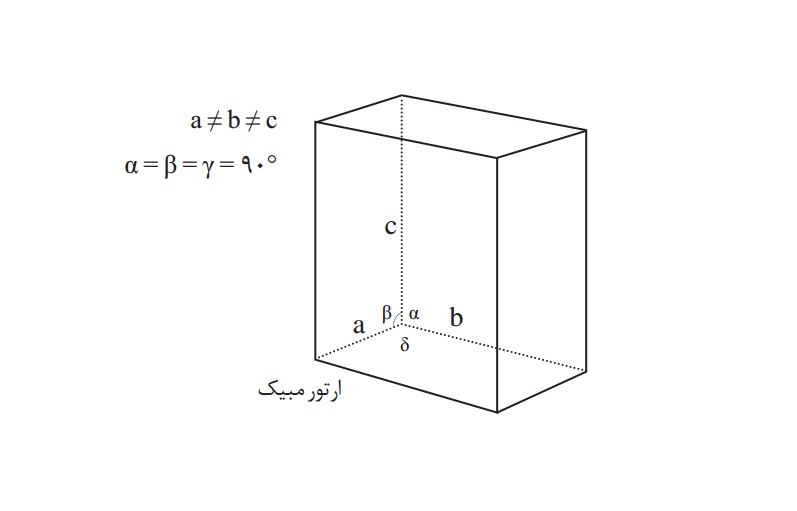 a ≠ b ≠ c
α = β = γ = ۹۰°
c
β α
a b
δ
ارتورمبیک